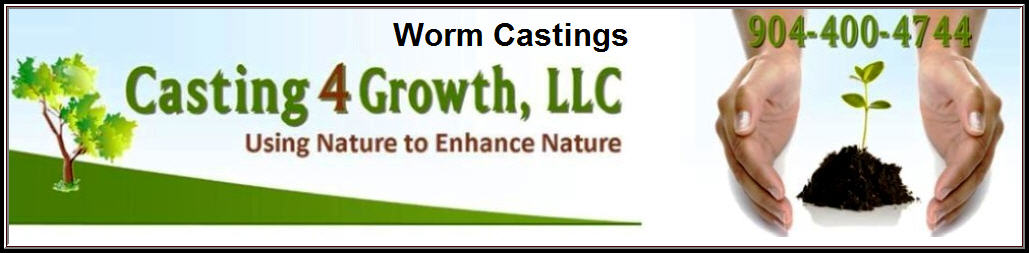 Worm Castings
904-400-4744
Casting 4 Growth, LLC
Using Nature to Enhance Nature